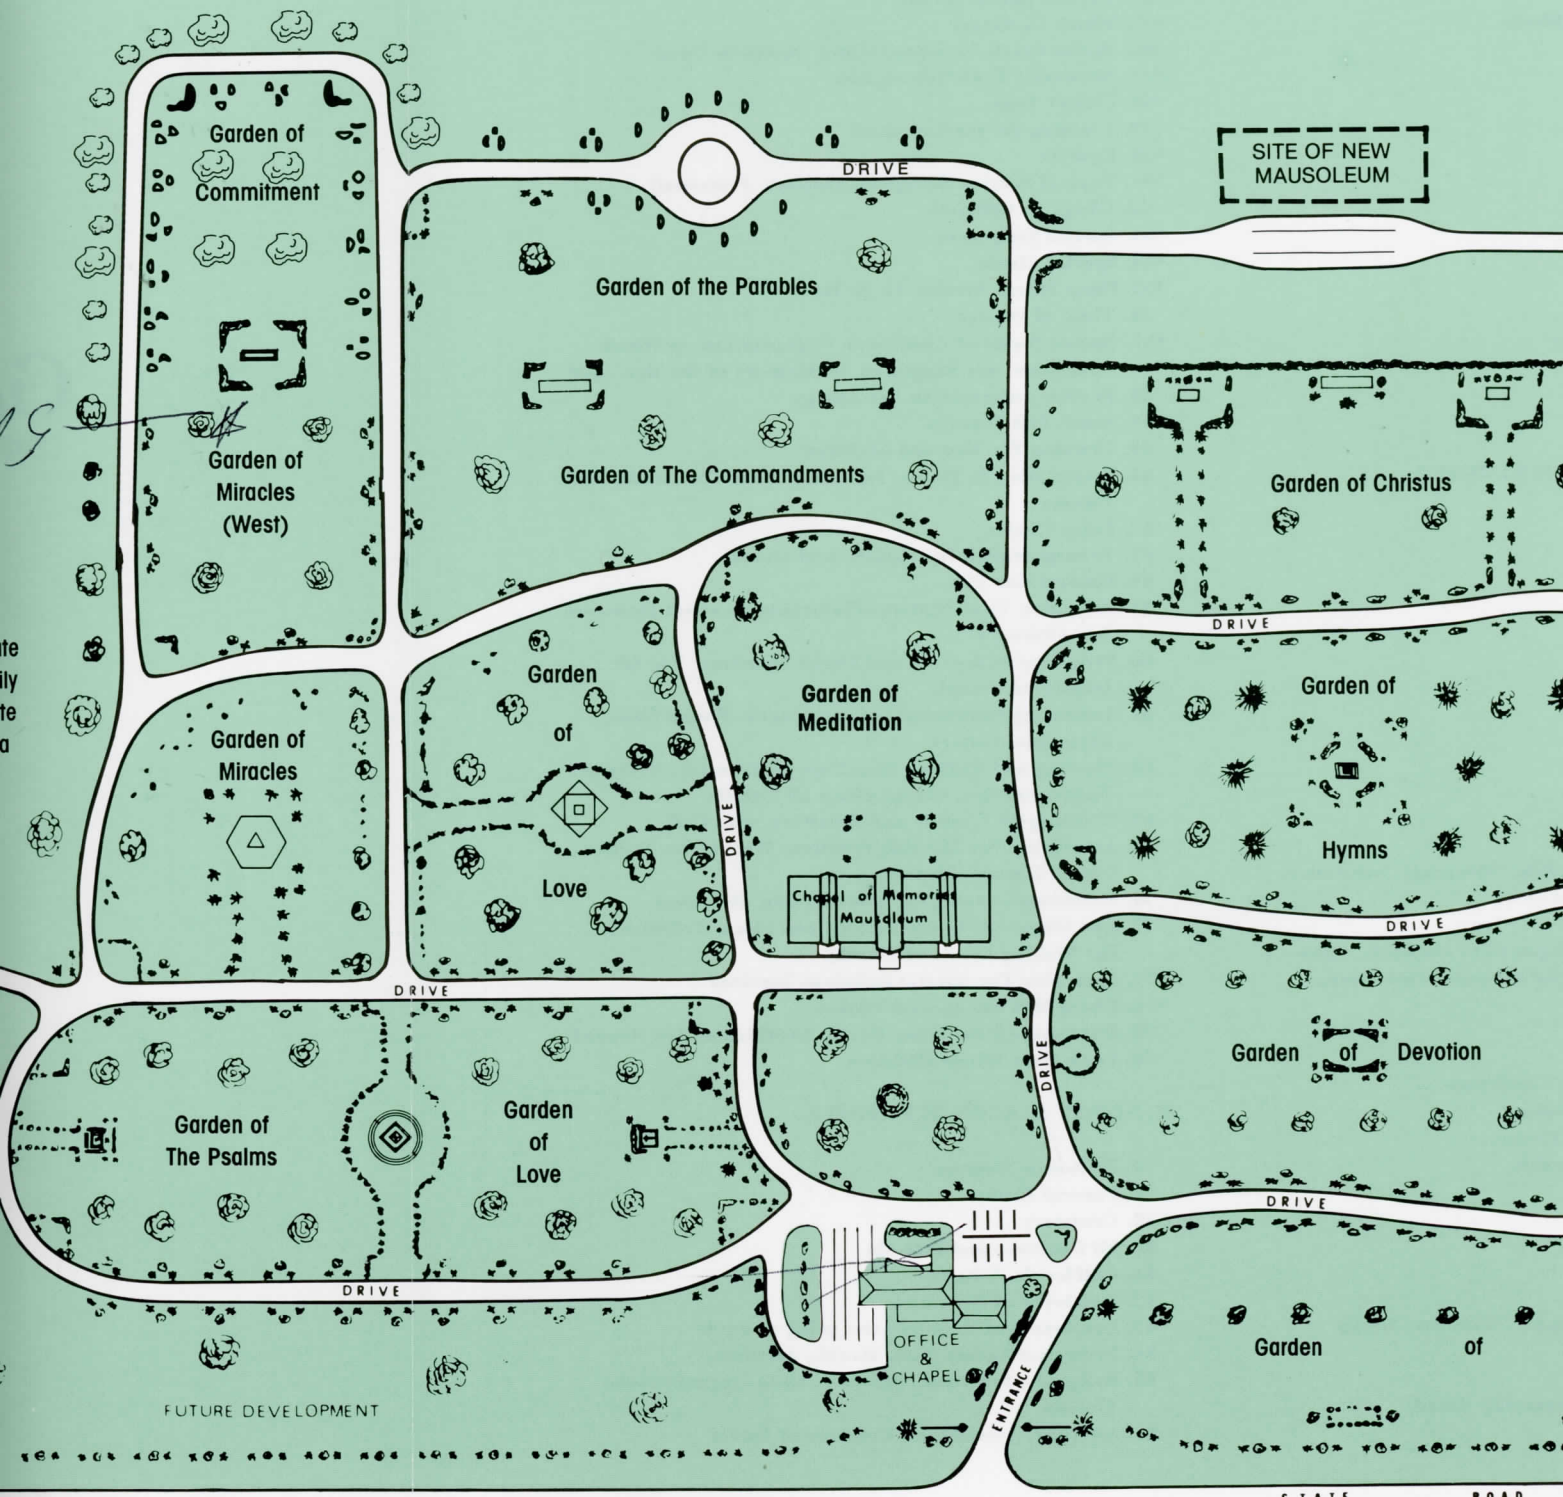 Garden of
Commitment
DRIVE
SITE OF NEW
MAUSOLEUM
Garden of the Parables
Garden of
Miracles
(West)
Garden of The Commandments
Garden of Christus
DRIVE
Garden
of
Love
Garden of
Meditation
Garden of
Hymns
Garden of
Miracles
DRIVE
Chapel of Memories
Mausoleum
DRIVE
DRIVE
Garden of Devotion
DRIVE
Garden of
The Psalms
Garden
of
Love
DRIVE
DRIVE
OFFICE
&
CHAPEL
ENTRANCE
Garden of
FUTURE DEVELOPMENT
STATE ROAD